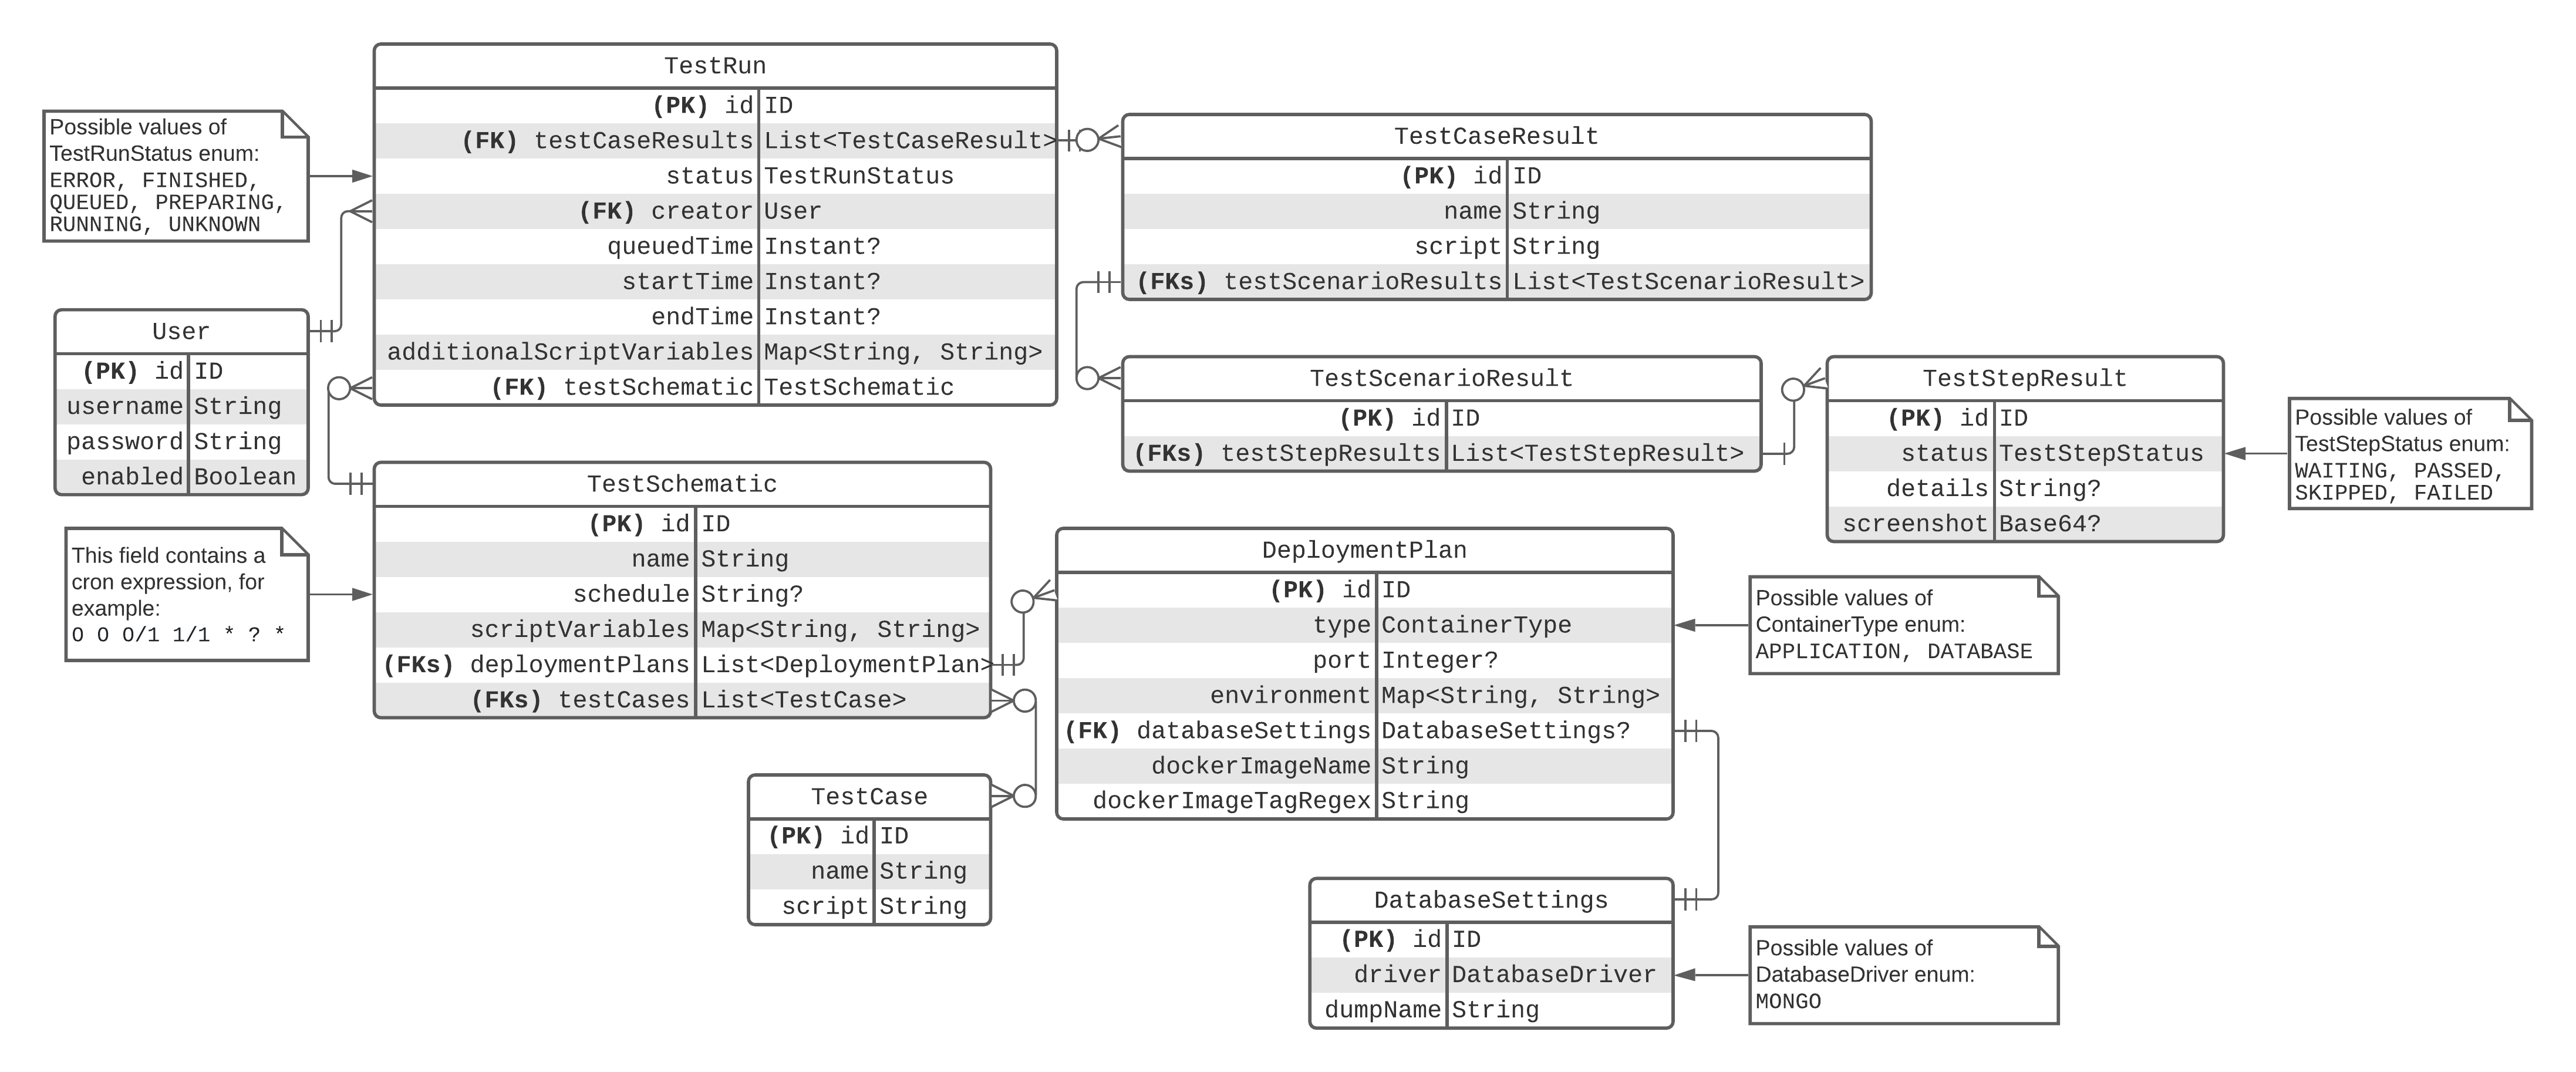 TestRun
(PK) id ID
(FK) testCaseResults List<TestCaseResult>
status TestRunStatus
(FK) creator User
queuedTime Instant?
startTime Instant?
endTime Instant?
additionalScriptVariables Map<String, String>
(FK) testSchematic TestSchematic
Possible values of
TestRunStatus enum:
ERROR, FINISHED,
QUEUED, PREPARING,
RUNNING, UNKNOWN
TestCaseResult
(PK) id ID
name String
script String
(FKs) testScenarioResults List<TestScenarioResult>
User
(PK) id ID
username String
password String
enabled Boolean
TestScenarioResult
(PK) id ID
(FKs) testStepResults List<TestStepResult>
TestStepResult
(PK) id ID
status TestStepStatus
details String?
screenshot Base64?
Possible values of
TestStepStatus enum:
WAITING, PASSED,
SKIPPED, FAILED
TestSchematic
(PK) id ID
name String
schedule String?
scriptVariables Map<String, String>
(FKs) deploymentPlans List<DeploymentPlan>
(FKs) testCases List<TestCase>
This field contains a
cron expression, for
example:
0 0 0/1 1/1 * ? *
DeploymentPlan
(PK) id ID
type ContainerType
port Integer?
environment Map<String, String>
(FK) databaseSettings DatabaseSettings?
dockerImageName String
dockerImageTagRegex String
Possible values of
ContainerType enum:
APPLICATION, DATABASE
TestCase
(PK) id ID
name String
script String
DatabaseSettings
(PK) id ID
driver DatabaseDriver
dumpName String
Possible values of
DatabaseDriver enum:
MONGO